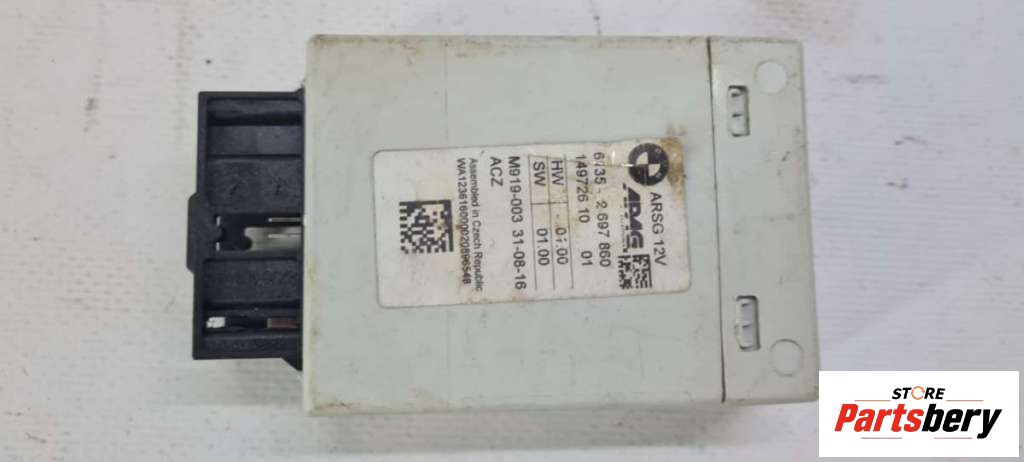 ARSG 12V
2 697 860
14972610 01
HW 01.00
SW 01.00
M919-003 31-08-16
ACZ
Assembled in Czech Republic
STORE
Partsbery